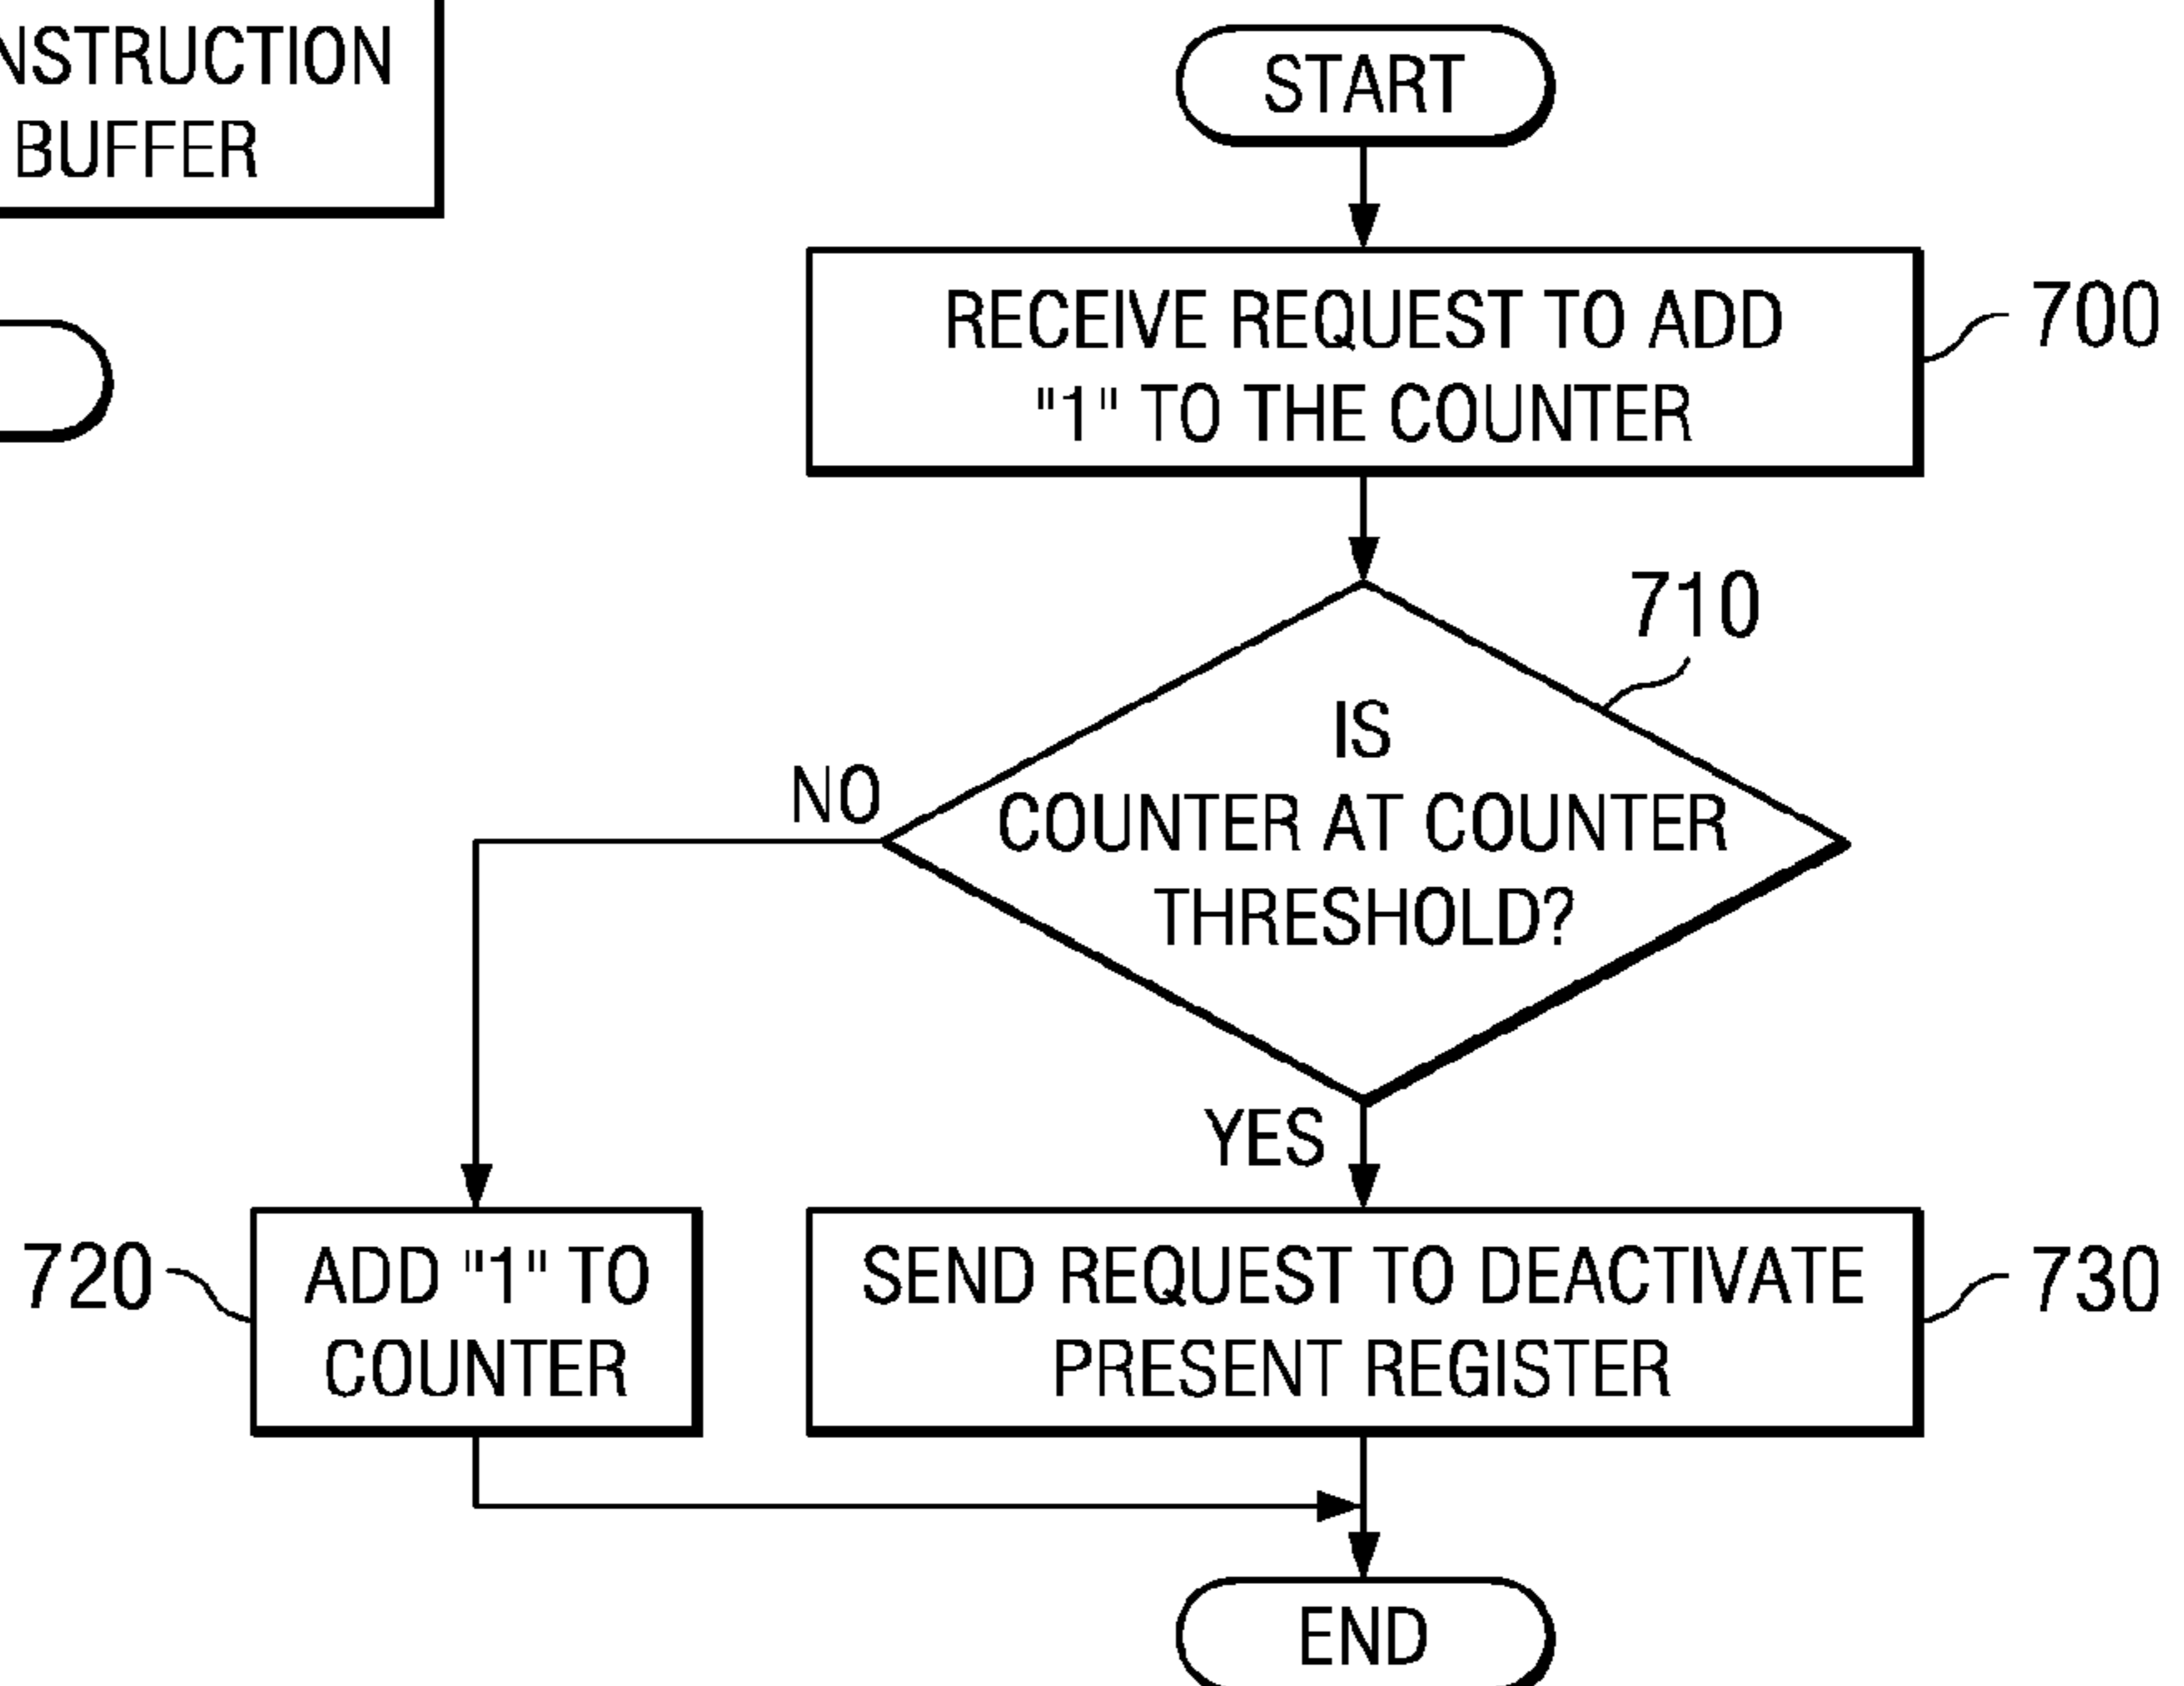 BUFFER
START
RECEIVE REQUEST TO ADD
"1" TO THE COUNTER
700
710
IS
COUNTER AT COUNTER
THRESHOLD?
NO
YES
720
ADD "1" TO
COUNTER
SEND REQUEST TO DEACTIVATE
PRESENT REGISTER
730
END